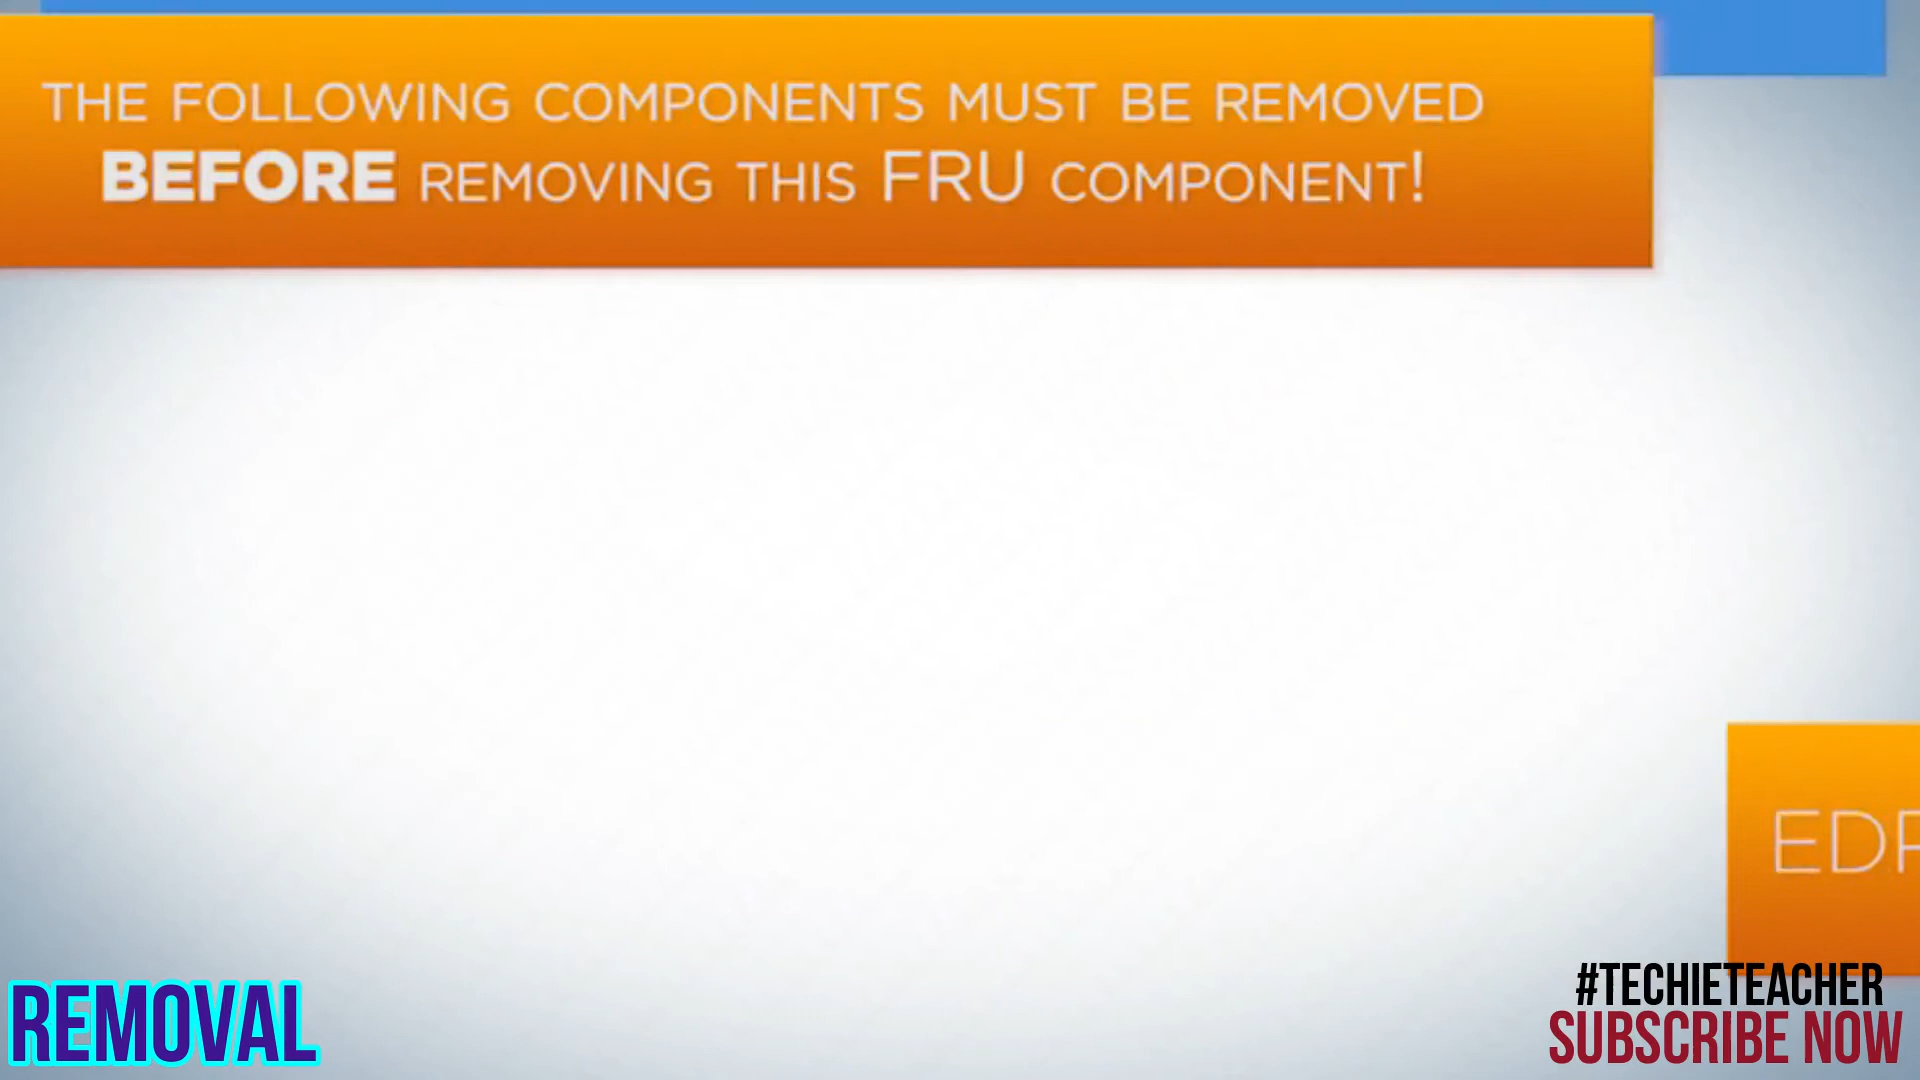 THE FOLLOWING COMPONENTS MUST BE REMOVED
BEFORE REMOVING THIS FRU COMPONENT!
REMOVAL
#TECHIETEACHER
SUBSCRIBE NOW